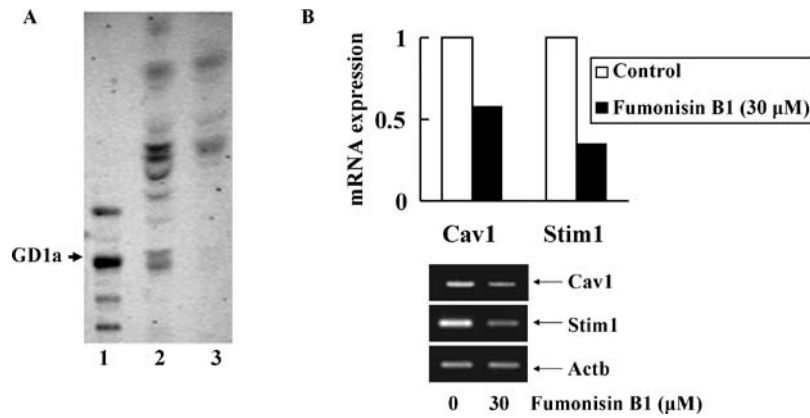 A
GD1a
1 2 3
B
mRNA expression
1
0.5
0
Control
Fumonisin B1 (30 μM)
Cav1 Stim1
Cav1
Stim1
Actb
0 30 Fumonisin B1 (μM)